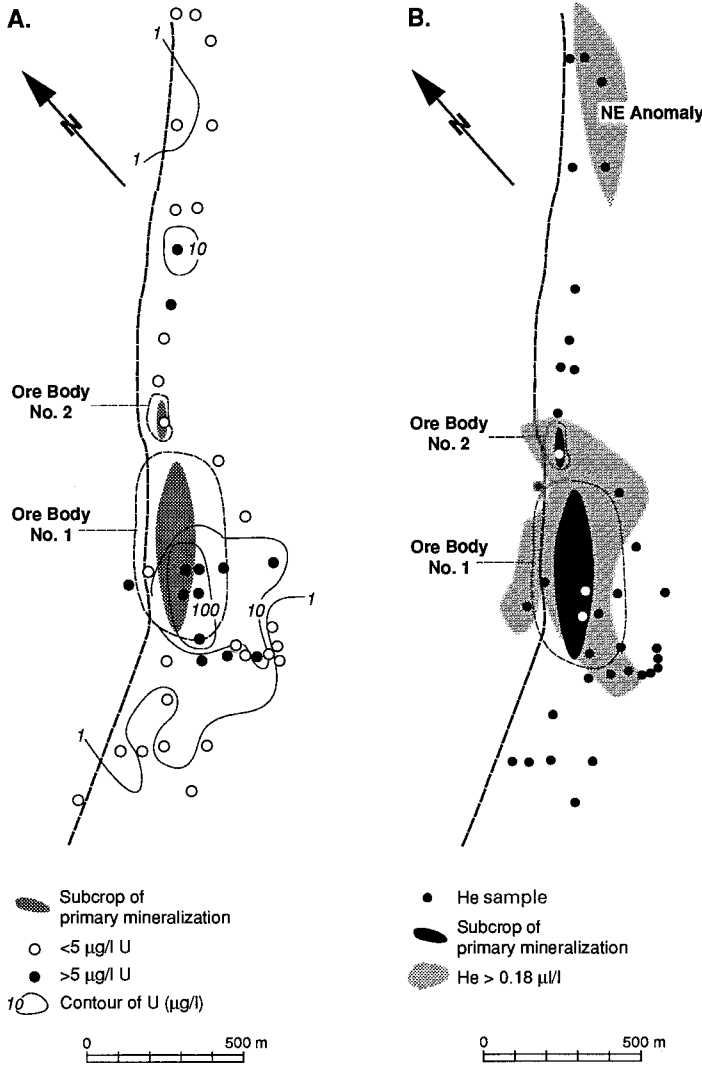 A.
1
N
1
10
Ore Body
No. 2
Ore Body
No. 1
100
10
1
1
Subcrop of
primary mineralization
<5 µg/l U
>5 µg/l U
10
Contour of U (µg/l)
0
500 m
B.
N
NE Anomaly
Ore Body
No. 2
Ore Body
No. 1
He sample
Subcrop of
primary mineralization
He > 0.18 µl/l
0
500 m